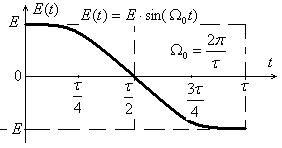 E(t) E(t) = E · sin( Ω₀t)
E
Ω₀ = 2π/τ
t
0
τ/4 τ/2 3τ/4 τ
− E